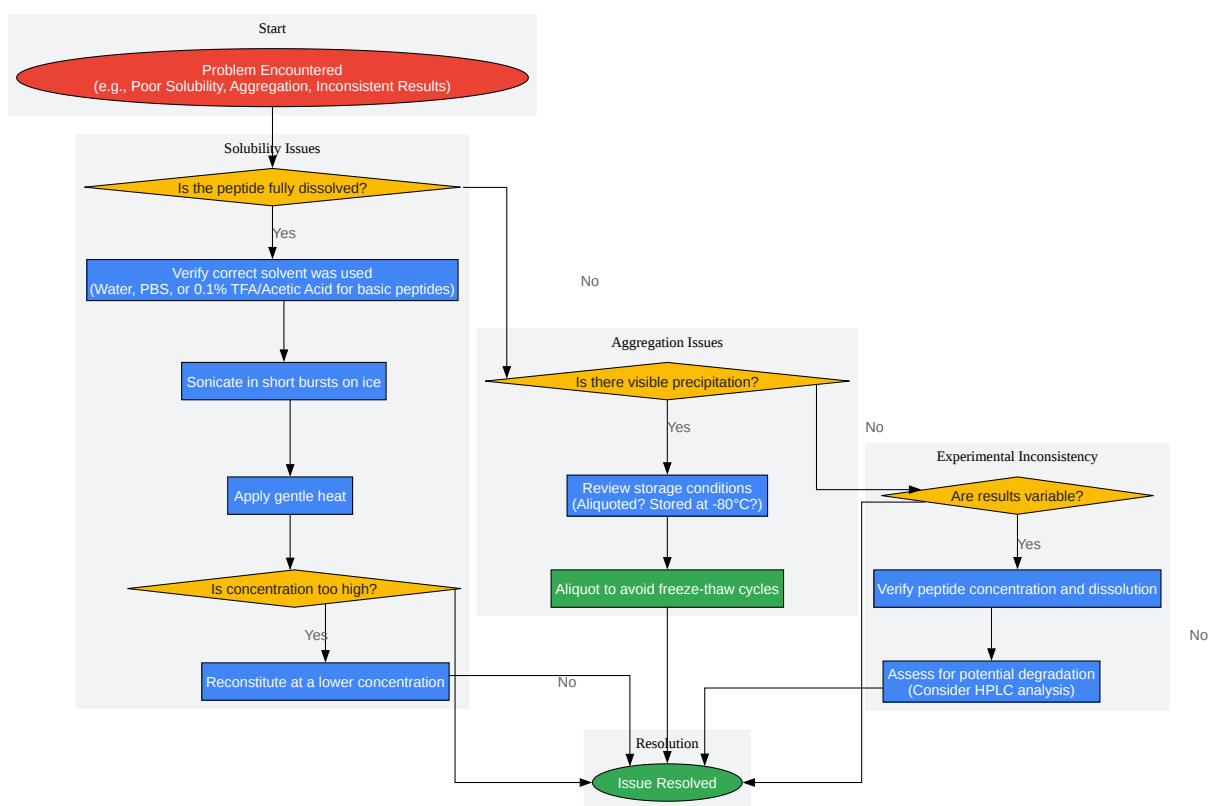 Start
Problem Encountered
(e.g., Poor Solubility, Aggregation, Inconsistent Results)
Solubility Issues
Is the peptide fully dissolved?
Yes
Verify correct solvent was used
(Water, PBS, or 0.1% TFA/Acetic Acid for basic peptides)
No
Sonicate in short bursts on ice
Apply gentle heat
Is concentration too high?
Yes
Reconstitute at a lower concentration
No
Aggregation Issues
Is there visible precipitation?
Yes
No
Review storage conditions
(Aliquoted? Stored at -80°C?)
Aliquot to avoid freeze-thaw cycles
Experimental Inconsistency
Are results variable?
Yes
Verify peptide concentration and dissolution
No
Assess for potential degradation
(Consider HPLC analysis)
Resolution
Issue Resolved